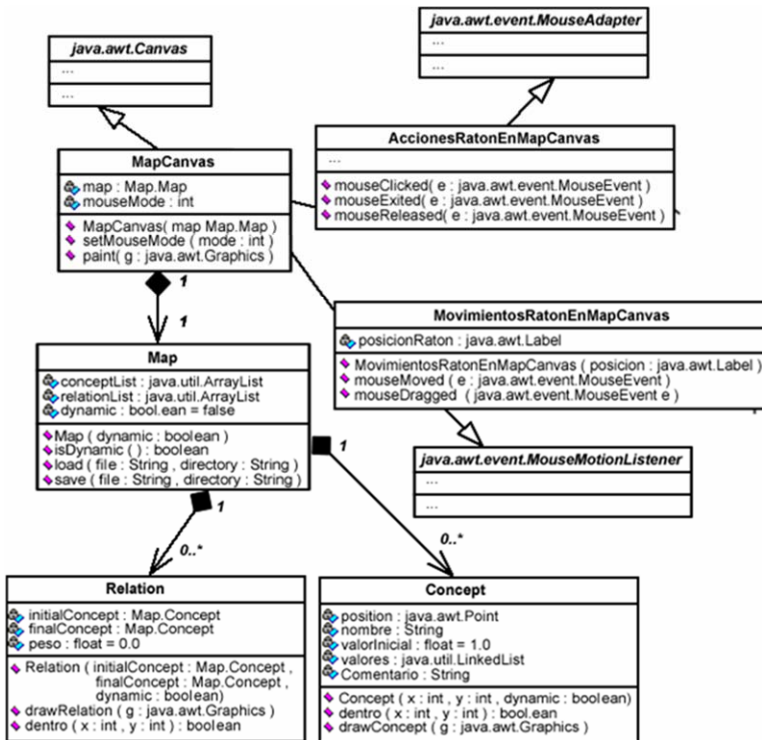 java.awt.Canvas
...
...
java.awt.event.MouseAdapter
...
...
MapCanvas
map : Map.Map
mouseMode : int
MapCanvas( map Map.Map )
setMouseMode ( mode : int )
paint( g : java.awt.Graphics )
AccionesRatonEnMapCanvas
...
mouseClicked( e : java.awt.event.MouseEvent )
mouseExited( e : java.awt.event.MouseEvent )
mouseReleased( e : java.awt.event.MouseEvent )
1
1
MovimientosRatonEnMapCanvas
posicionRaton : java.awt.Label
MovimientosRatonEnMapCanvas ( posicion : java.awt.Label )
mouseMoved ( e : java.awt.event.MouseEvent )
mouseDragged ( java.awt.event.MouseEvent e )
Map
conceptList : java.util.ArrayList
relationList : java.util.ArrayList
dynamic : bool.ean = false
Map ( dynamic : boolean )
isDynamic ( ) : boolean
load ( file : String , directory : String )
save ( file : String , directory : String )
1
1
java.awt.event.MouseMotionListener
...
...
0..*
0..*
Relation
initialConcept : Map.Concept
finalConcept : Map.Concept
peso : float = 0.0
Relation ( initialConcept : Map.Concept ,
finalConcept : Map.Concept ,
dynamic : boolean)
drawRelation ( g : java.awt.Graphics )
dentro ( x : int , y : int ) : boolean
Concept
position : java.awt.Point
nombre : String
valorInicial : float = 1.0
valores : java.util.LinkedList
Comentario : String
Concept ( x : int , y : int , dynamic : boolean)
dentro ( x : int , y : int ) : bool.ean
drawConcept ( g : java.awt.Graphics )